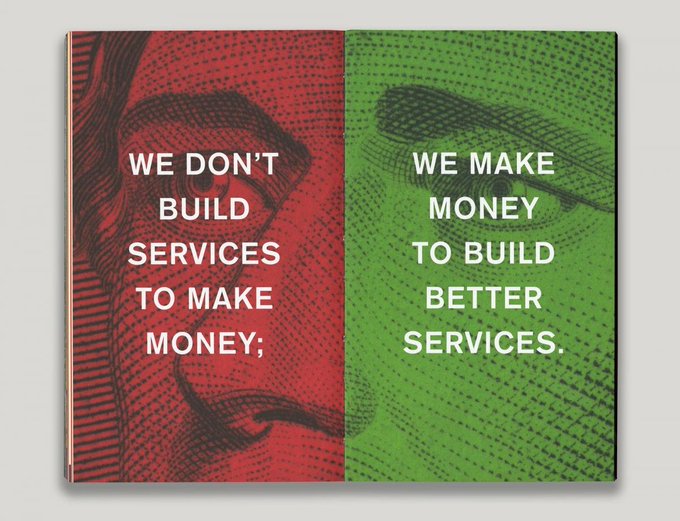 WE DON'T
BUILD
SERVICES
TO MAKE
MONEY;
WE MAKE
MONEY
TO BUILD
BETTER
SERVICES.